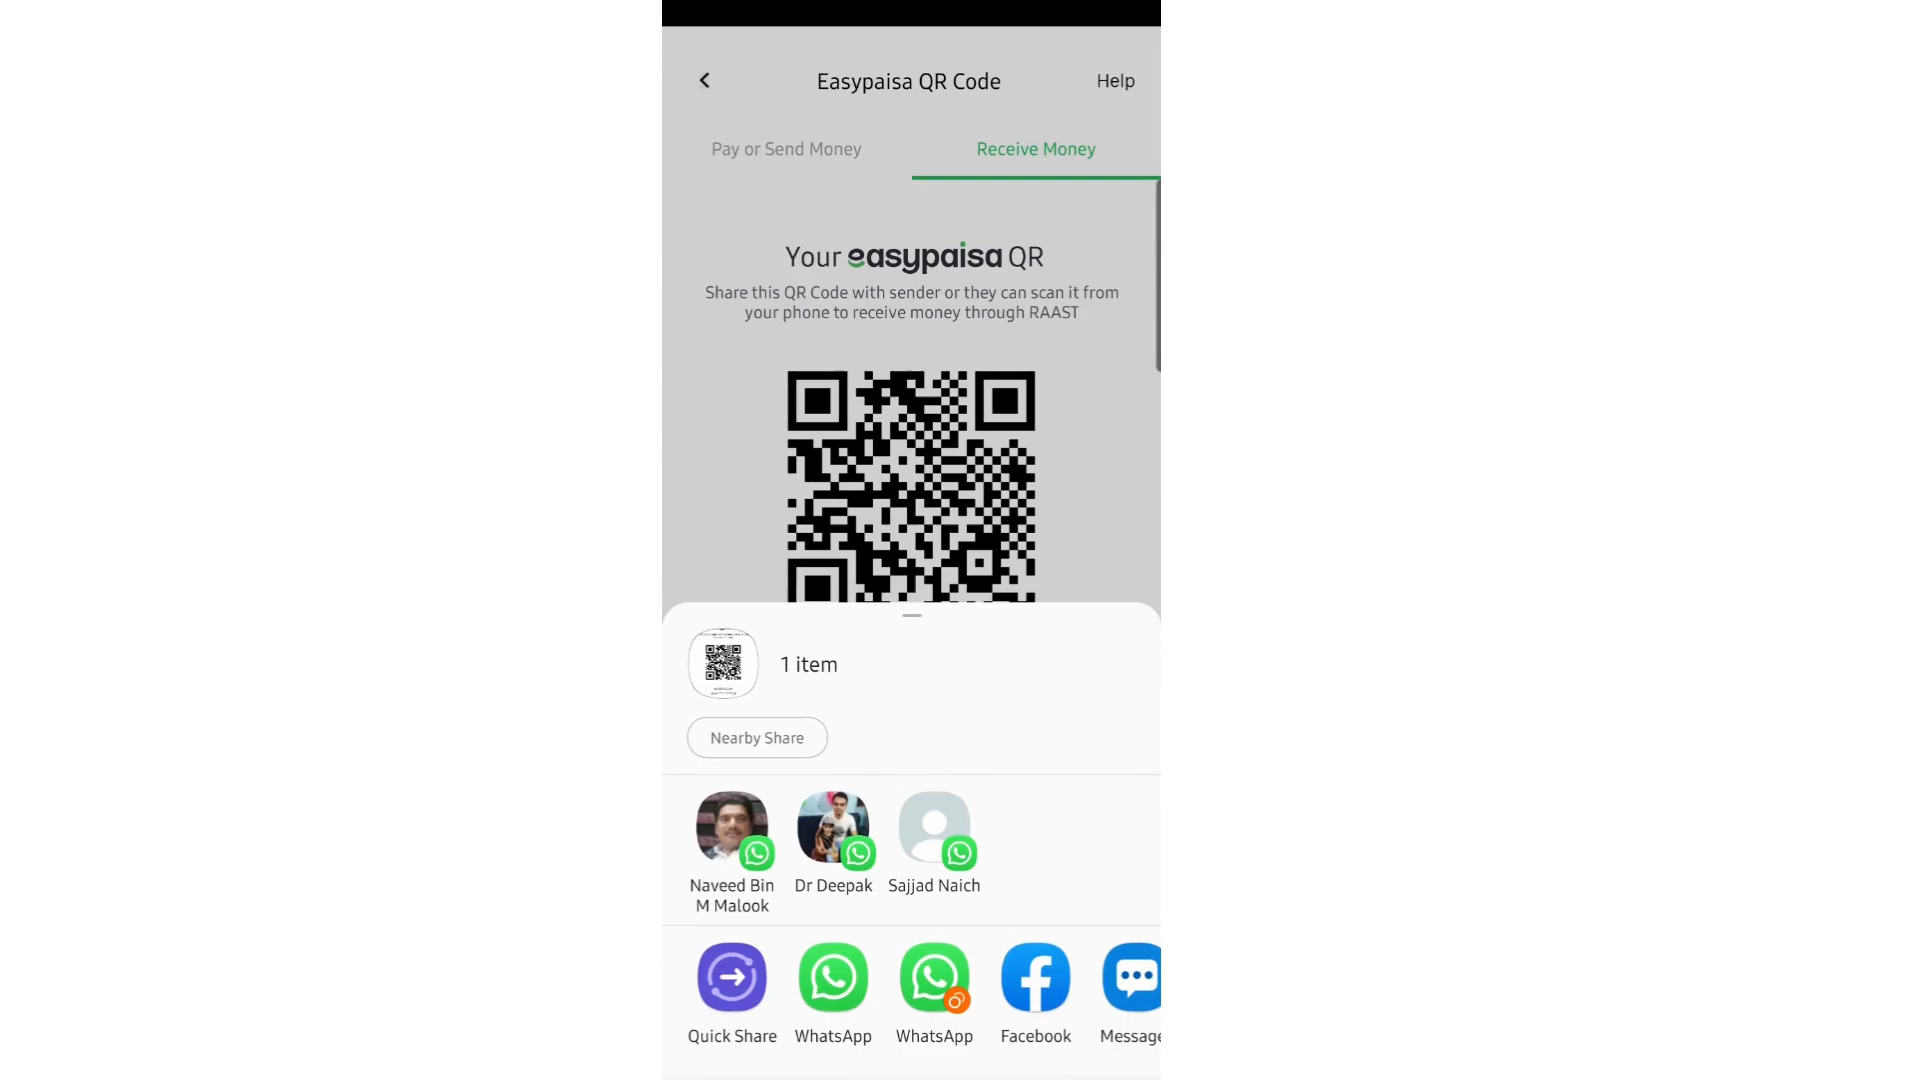 Easypaisa QR Code
Help
Pay or Send Money
Receive Money
Your easypaisa QR
Share this QR Code with sender or they can scan it from
your phone to receive money through RAAST
1 item
Nearby Share
Naveed Bin
M Malook
Dr Deepak
Sajjad Naich
Quick Share
WhatsApp
WhatsApp
Facebook
Message